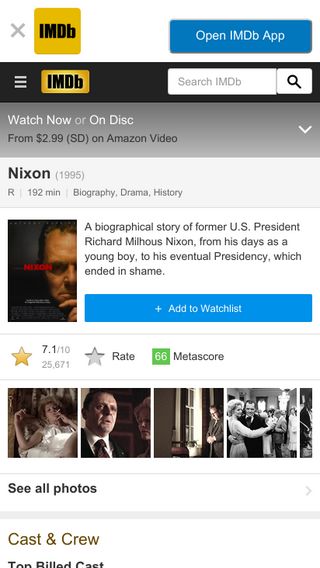 IMDb
Open IMDb App
IMDb
Search IMDb
Watch Now or On Disc
From $2.99 (SD) on Amazon Video
Nixon (1995)
R | 192 min | Biography, Drama, History
NIXON
A biographical story of former U.S. President
Richard Milhous Nixon, from his days as a
young boy, to his eventual Presidency, which
ended in shame.
+ Add to Watchlist
7.1/10
25,671
Rate
66 Metascore
See all photos
Cast & Crew
Top Billed Cast